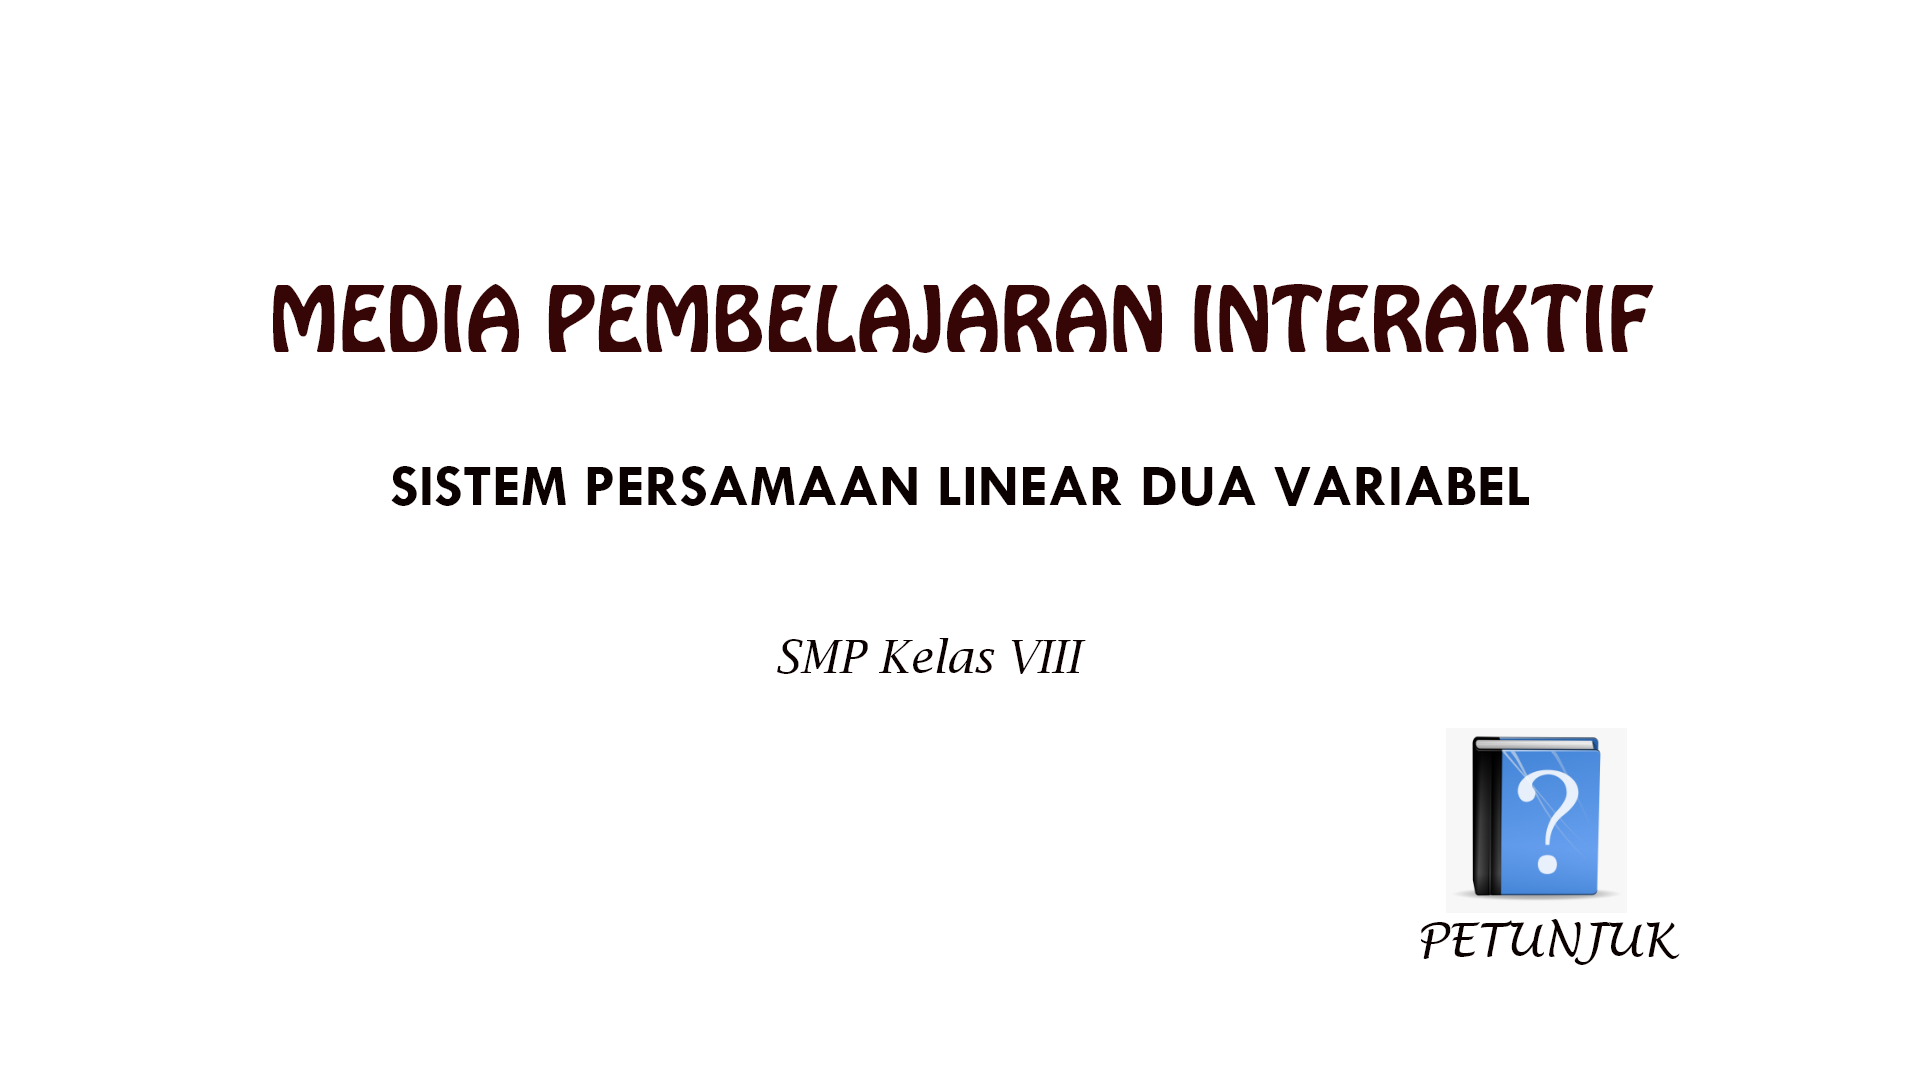 MEDIA PEMBELAJARAN INTERAKTIF
SISTEM PERSAMAAN LINEAR DUA VARIABEL
SMP Kelas VIII
?
PETUNJUK